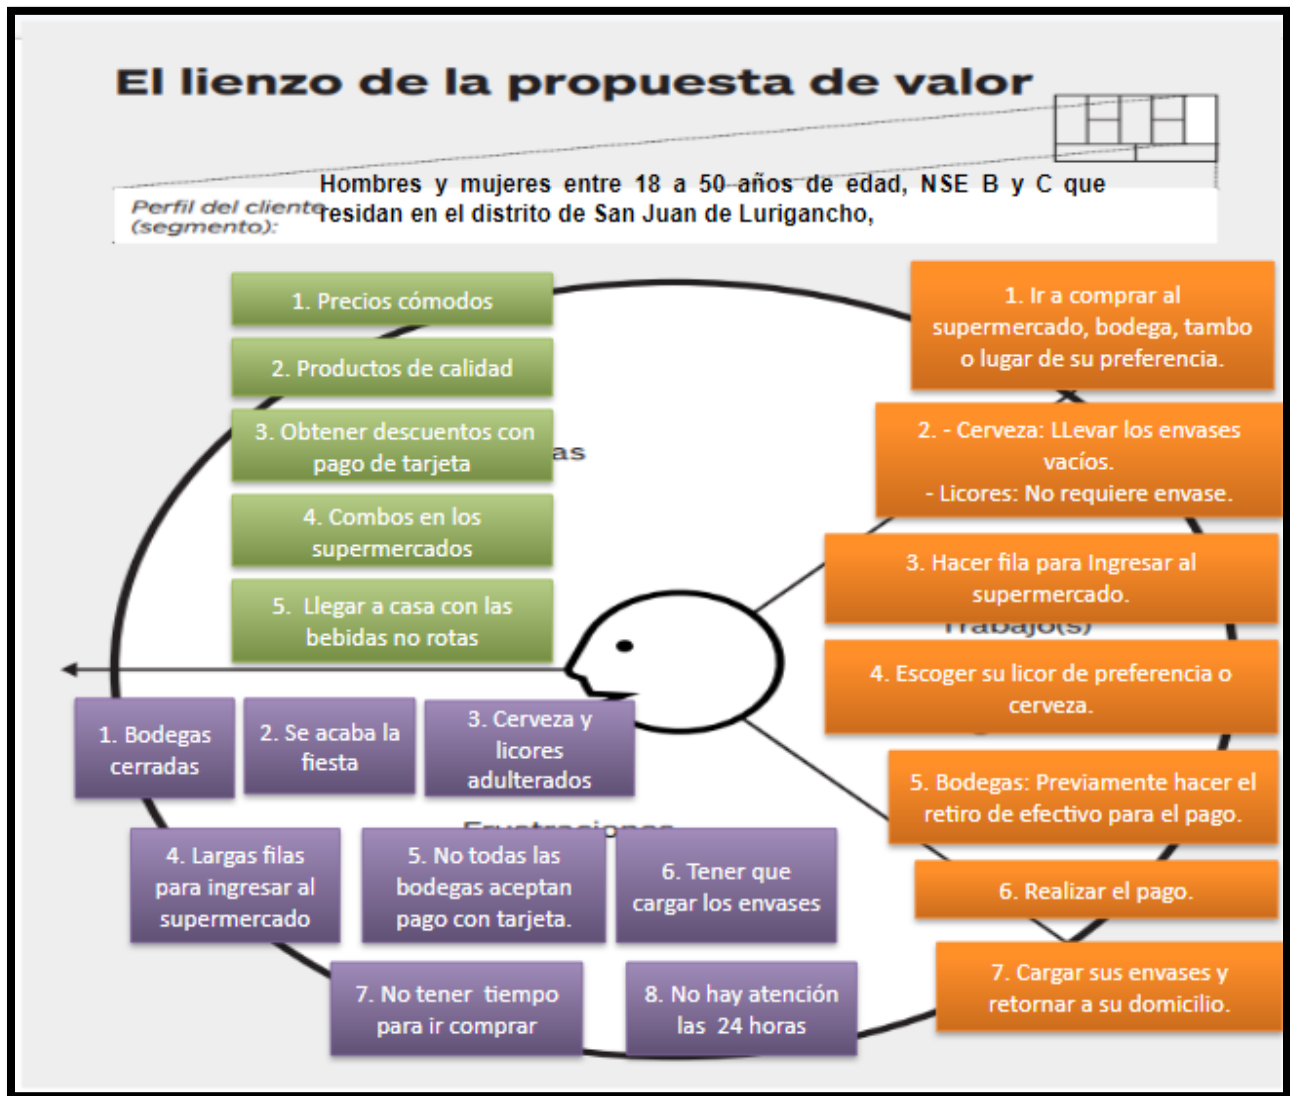 El lienzo de la propuesta de valor
Hombres y mujeres entre 18 a 50 años de edad, NSE B y C que
Perfil del cliente
residan en el distrito de San Juan de Lurigancho,
(segmento):
1. Precios cómodos
2. Productos de calidad
3. Obtener descuentos con
pago de tarjeta
as
4. Combos en los
supermercados
5. Llegar a casa con las
bebidas no rotas
1. Ir a comprar al
supermercado, bodega, tambo
o lugar de su preferencia.
2. - Cerveza: LLevar los envases
vacíos.
- Licores: No requiere envase.
3. Hacer fila para Ingresar al
supermercado.
Trabajo(s)
4. Escoger su licor de preferencia o
cerveza.
5. Bodegas: Previamente hacer el
retiro de efectivo para el pago.
6. Realizar el pago.
7. Cargar sus envases y
retornar a su domicilio.
1. Bodegas
cerradas
2. Se acaba la
fiesta
3. Cerveza y
licores
adulterados
Frustraciones
4. Largas filas
para ingresar al
supermercado
5. No todas las
bodegas aceptan
pago con tarjeta.
6. Tener que
cargar los envases
7. No tener tiempo
para ir comprar
8. No hay atención
las 24 horas